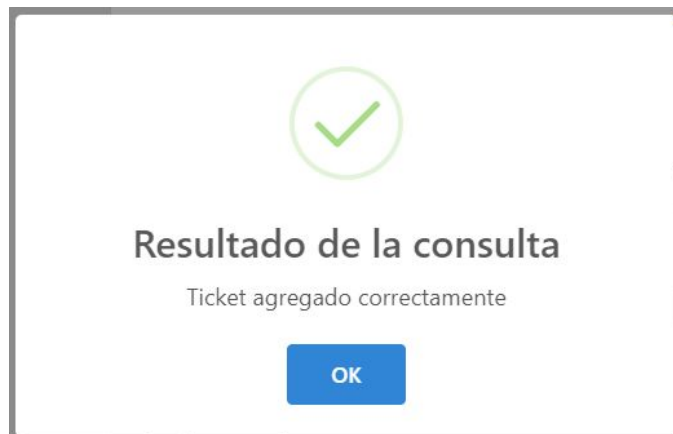 Resultado de la consulta
Ticket agregado correctamente
OK